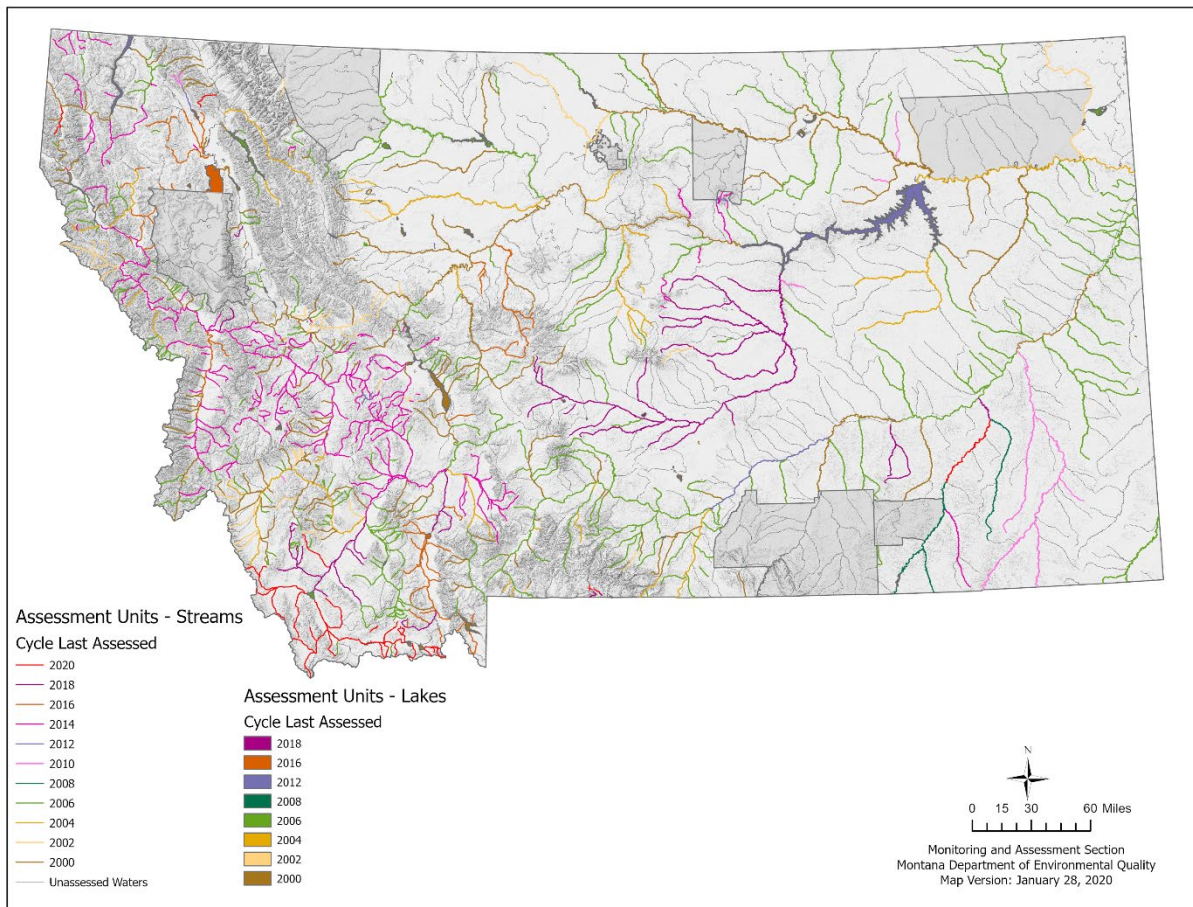 Assessment Units - Streams
Cycle Last Assessed
2020
2018
2016
2014
2012
2010
2008
2006
2004
2002
2000
Unassessed Waters
Assessment Units - Lakes
Cycle Last Assessed
2018
2016
2012
2008
2006
2004
2002
2000
N
0 15 30 60 Miles
Monitoring and Assessment Section
Montana Department of Environmental Quality
Map Version: January 28, 2020